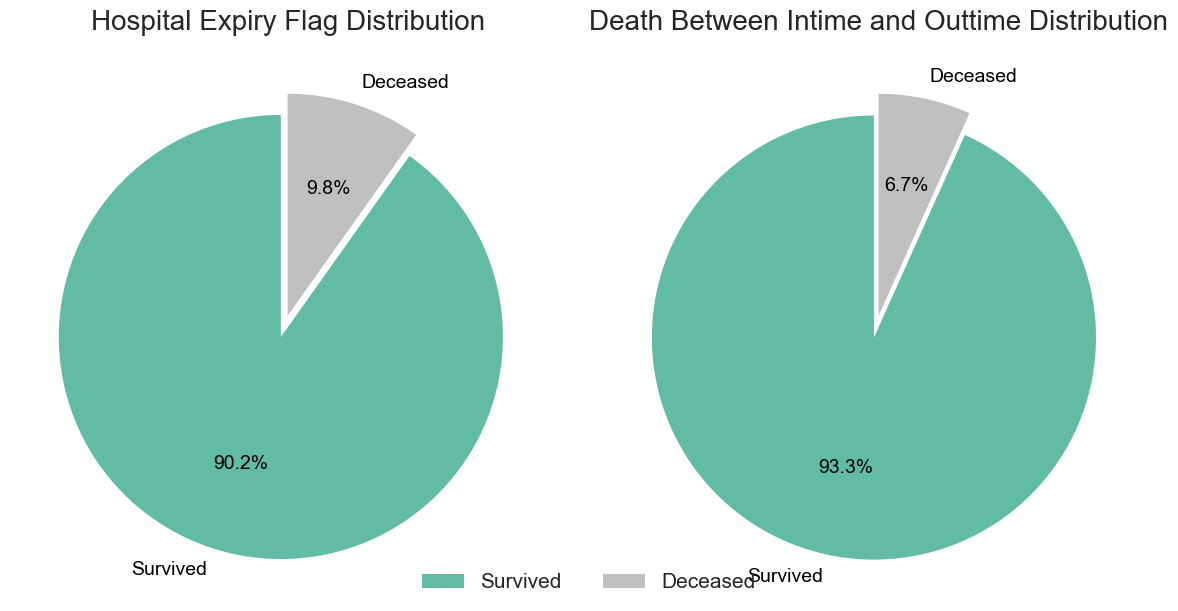 Hospital Expiry Flag Distribution
Deceased
9.8%
90.2%
Survived
Death Between Intime and Outtime Distribution
Deceased
6.7%
93.3%
Survived
Survived
Deceased